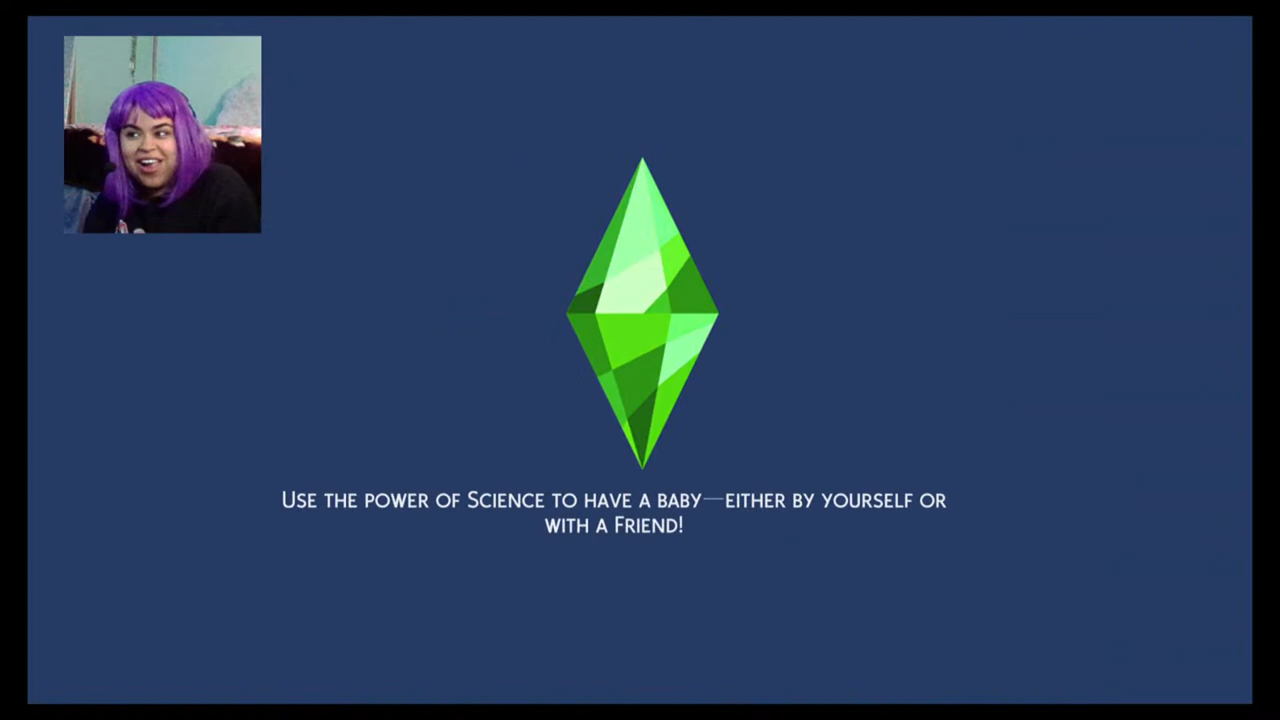 Use the power of Science to have a baby—either by yourself or
with a Friend!